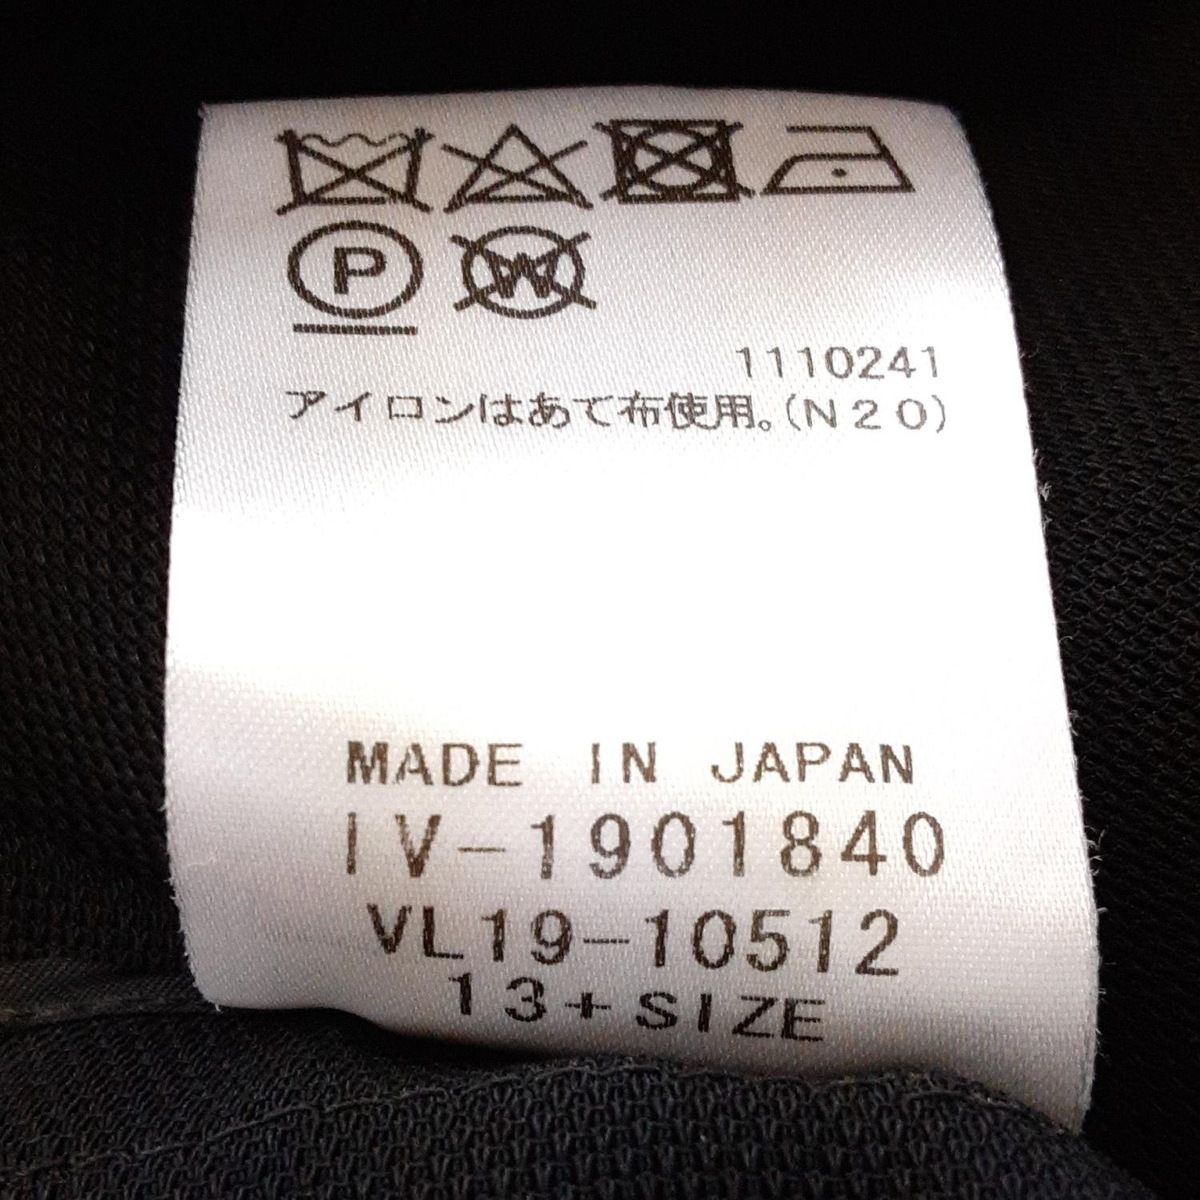 P W
1110241
アイロンはあて布使用。(N20)
MADE IN JAPAN
IV-1901840
VL19-10512
13+SIZE